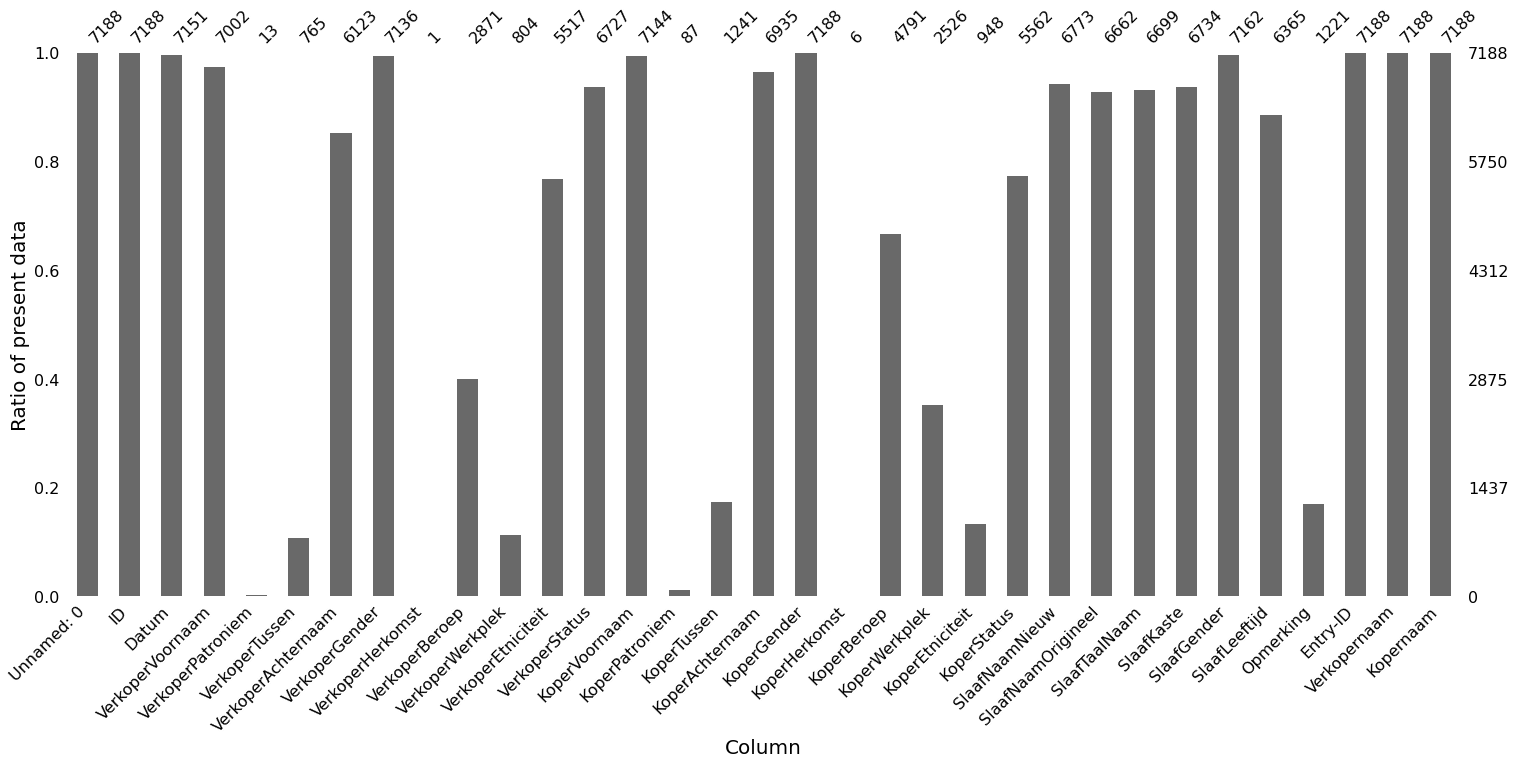 7188 7188 7151 7002 13 765 6123 7136 1 2871 804 5517 6727 7144 87 1241 6935 7188 6 4791 2526 948 5562 6773 6662 6699 6734 7162 6365 1221 7188 7188 7188
1.0 7188
0.8 5750
0.6 4312
0.4 2875
0.2 1437
0.0 0
Ratio of present data
Unnamed: 0
ID
Datum
VerkoperVoornaam
VerkoperPatroniem
VerkoperTussen
VerkoperAchternaam
VerkoperGender
VerkoperHerkomst
VerkoperBeroep
VerkoperWerkplek
VerkoperEtniciteit
VerkoperStatus
KoperVoornaam
KoperPatroniem
KoperTussen
KoperAchternaam
KoperGender
KoperHerkomst
KoperBeroep
KoperWerkplek
KoperEtniciteit
KoperStatus
SlaafNaamNieuw
SlaafNaamOrigineel
SlaafTaalNaam
SlaafKaste
SlaafGender
SlaafLeeftijd
Opmerking
Entry-ID
Verkopernaam
Kopernaam
Column